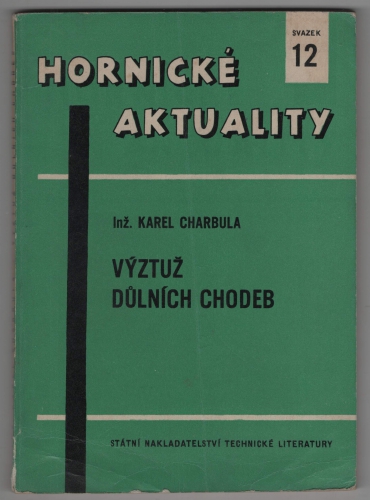 SVAZEK
12
HORNICKÉ
AKTUALITY
Inž. KAREL CHARBULA
VÝZTUŽ
DŮLNÍCH CHODEB
STÁTNÍ NAKLADATELSTVÍ TECHNICKÉ LITERATURY